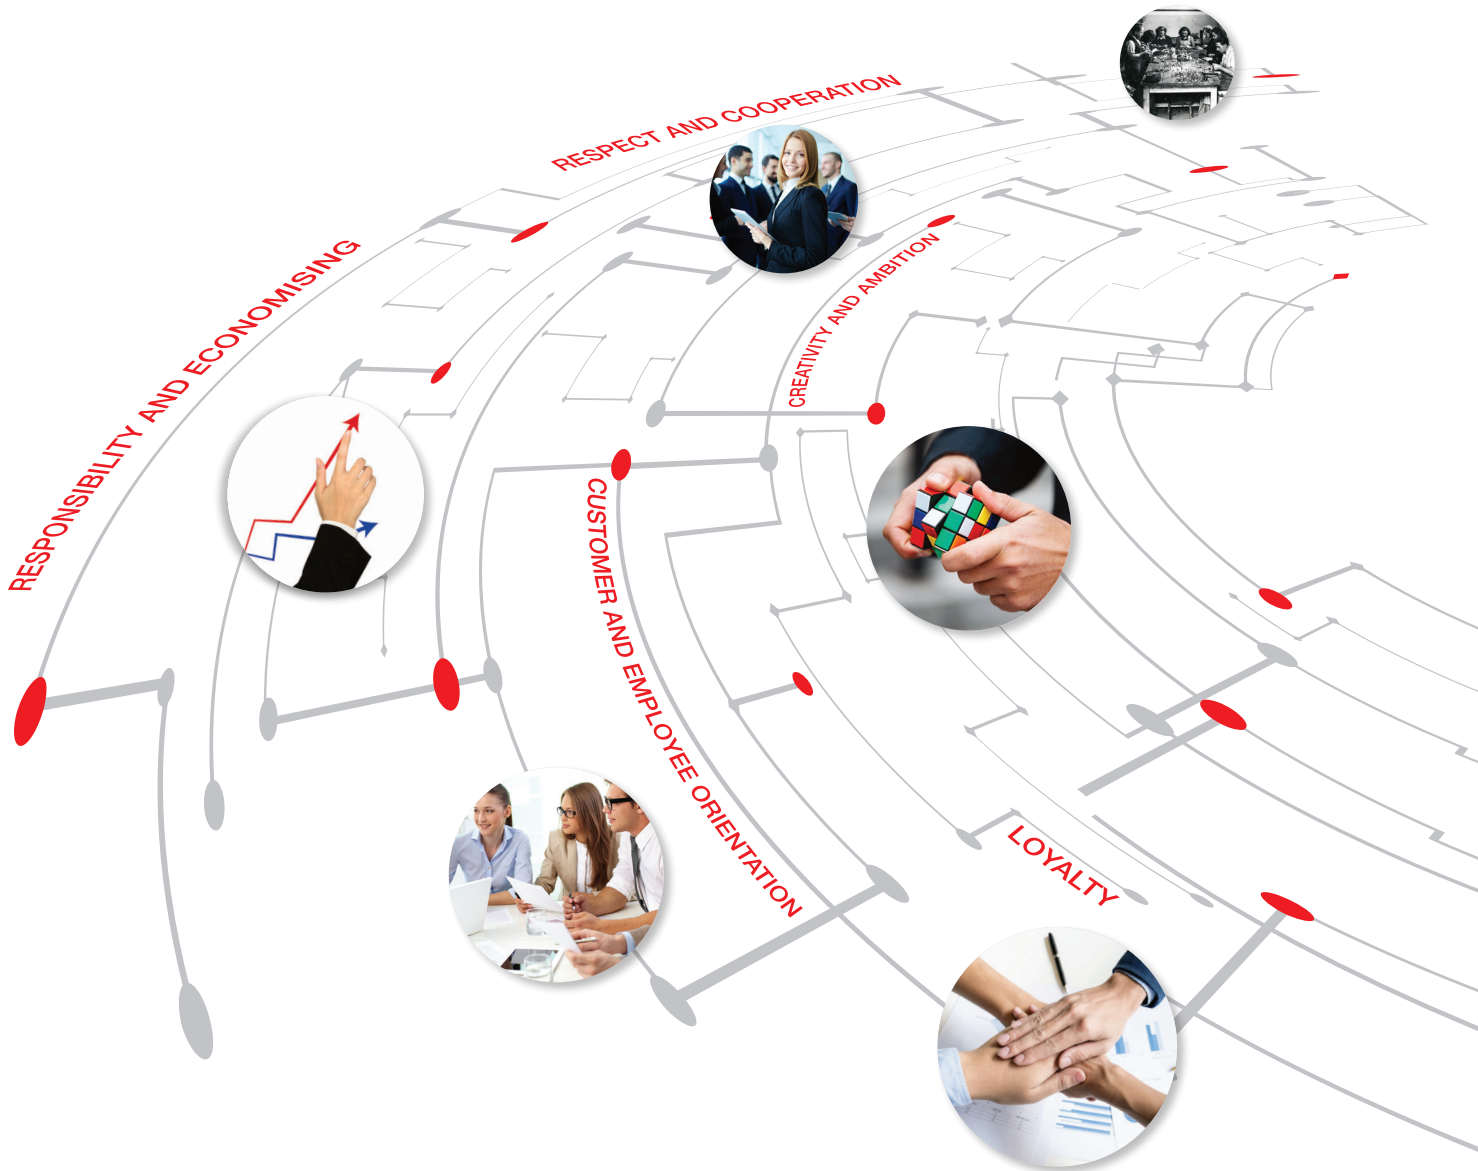 RESPECT AND COOPERATION
RESPONSIBILITY AND ECONOMISING
CREATIVITY AND AMBITION
CUSTOMER AND EMPLOYEE ORIENTATION
LOYALTY